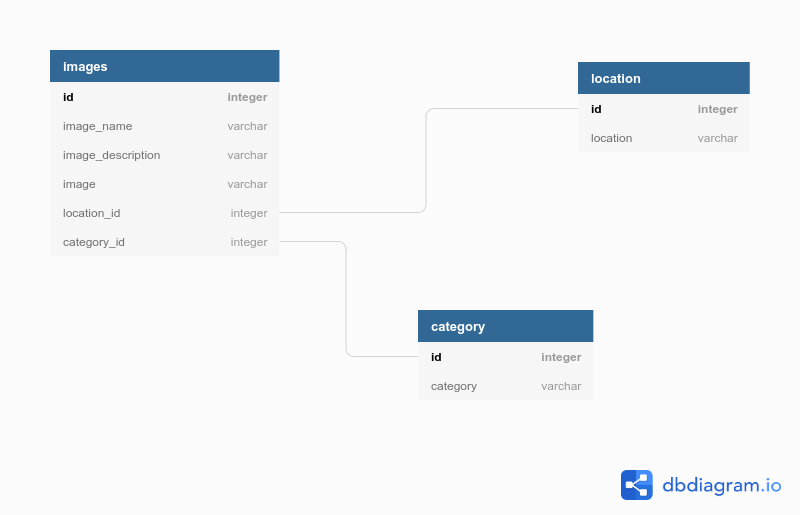 images
id integer
image_name varchar
image_description varchar
image varchar
location_id integer
category_id integer
location
id integer
location varchar
category
id integer
category varchar
dbdiagram.io